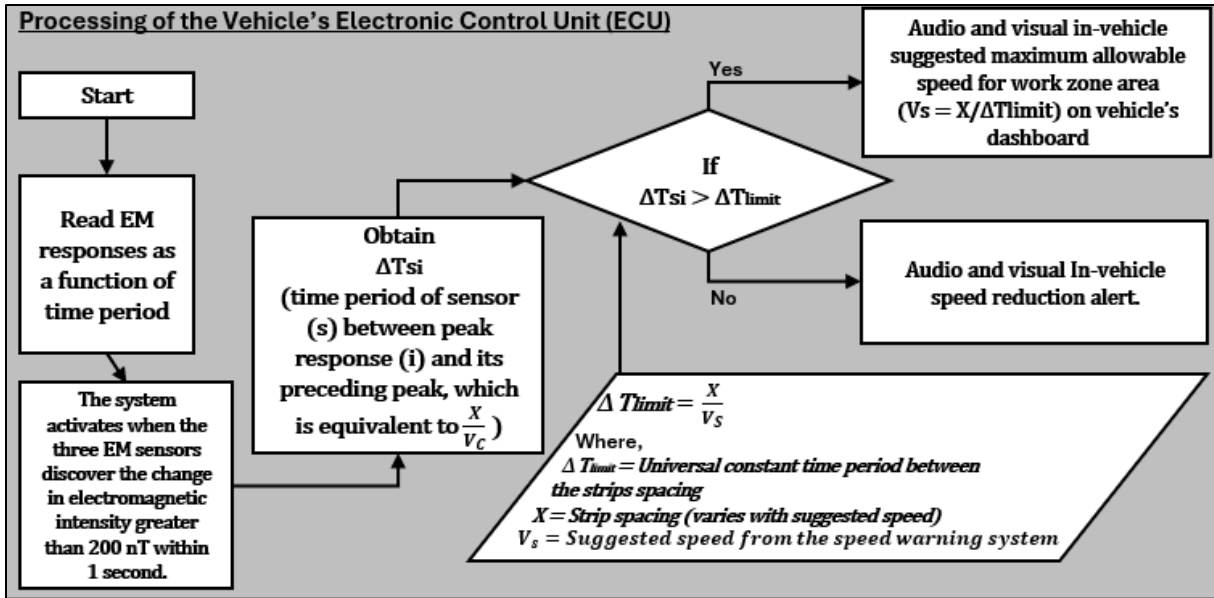 Processing of the Vehicle's Electronic Control Unit (ECU)
Start
Read EM
responses as
a function of
time period
The system
activates when the
three EM sensors
discover the change
in electromagnetic
intensity greater
than 200 nT within
1 second.
Obtain
ΔTsi
(time period of sensor
(s) between peak
response (i) and its
preceding peak, which
is equivalent to X/V_C )
If
ΔTsi > ΔTlimit
Yes
Audio and visual in-vehicle
suggested maximum allowable
speed for work zone area
(Vs = X/ΔTlimit) on vehicle's
dashboard
No
Audio and visual In-vehicle
speed reduction alert.
Δ Tlimit = X/V_S
Where,
Δ Tlimit = Universal constant time period between
the strips spacing
X = Strip spacing (varies with suggested speed)
V_s = Suggested speed from the speed warning system